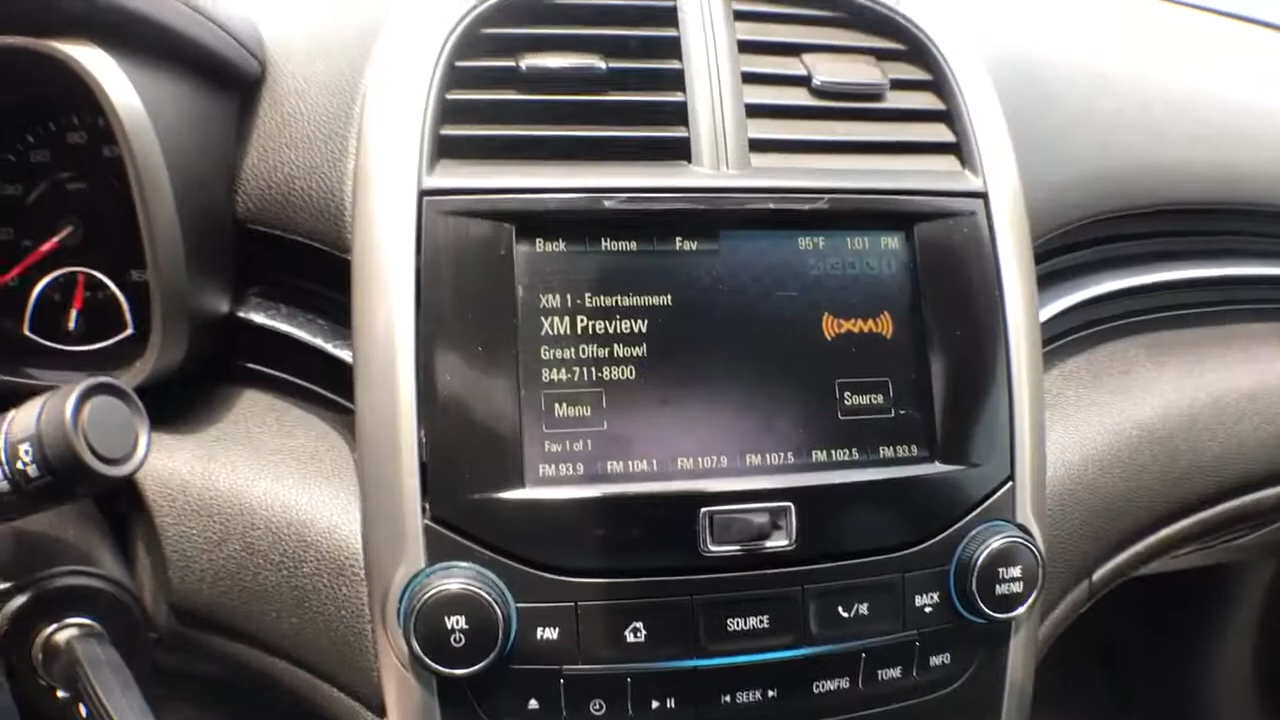 Back Home Fav 95°F 1:01 PM
XM 1 - Entertainment
XM Preview
((XM))
Great Offer Now!
844-711-8800
Menu
Source
Fav 1 of 1
FM 93.9 FM 104.1 FM 107.9 FM 107.5 FM 102.5 FM 93.9
VOL
FAV
SOURCE
BACK
TUNE
MENU
SEEK
CONFIG
TONE
INFO
80
60